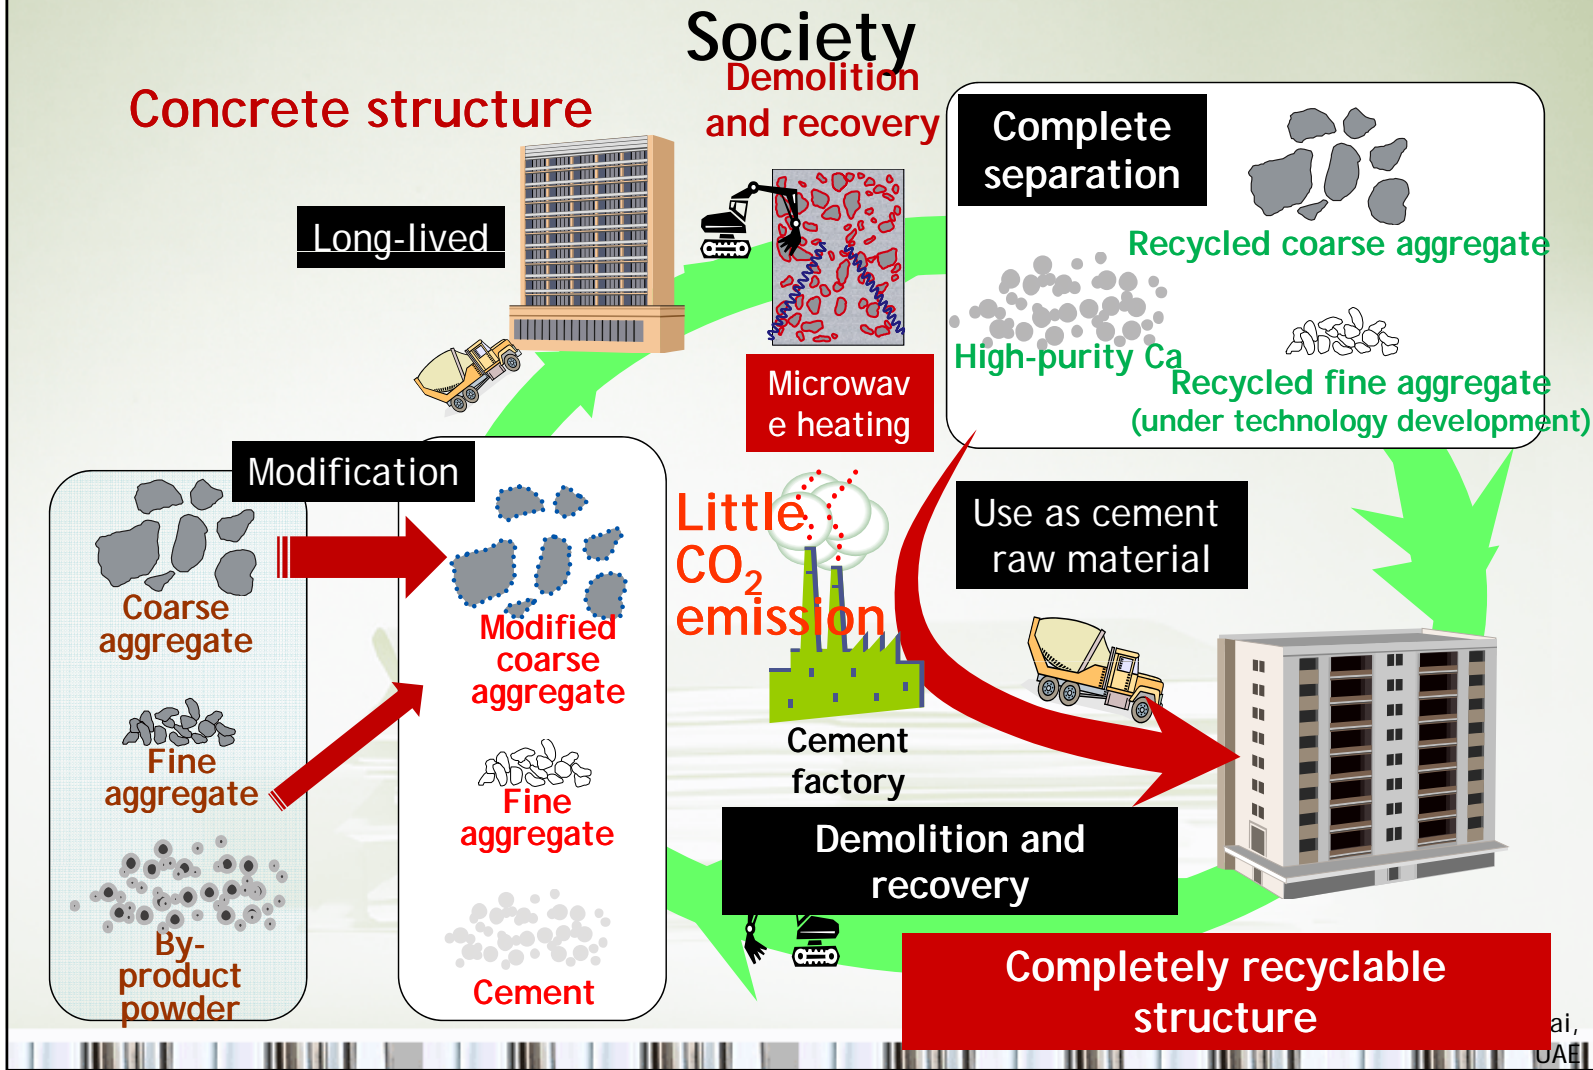 Society
Concrete structure
Demolition
and recovery
Complete
separation
Long-lived
Recycled coarse aggregate
High-purity Ca
Recycled fine aggregate
(under technology development)
Microwav
e heating
Modification
Coarse
aggregate
Fine
aggregate
By-
product
powder
Modified
coarse
aggregate
Fine
aggregate
Cement
Little
CO₂
emission
Use as cement
raw material
Cement
factory
Demolition and
recovery
Completely recyclable
structure
ai,
UAE